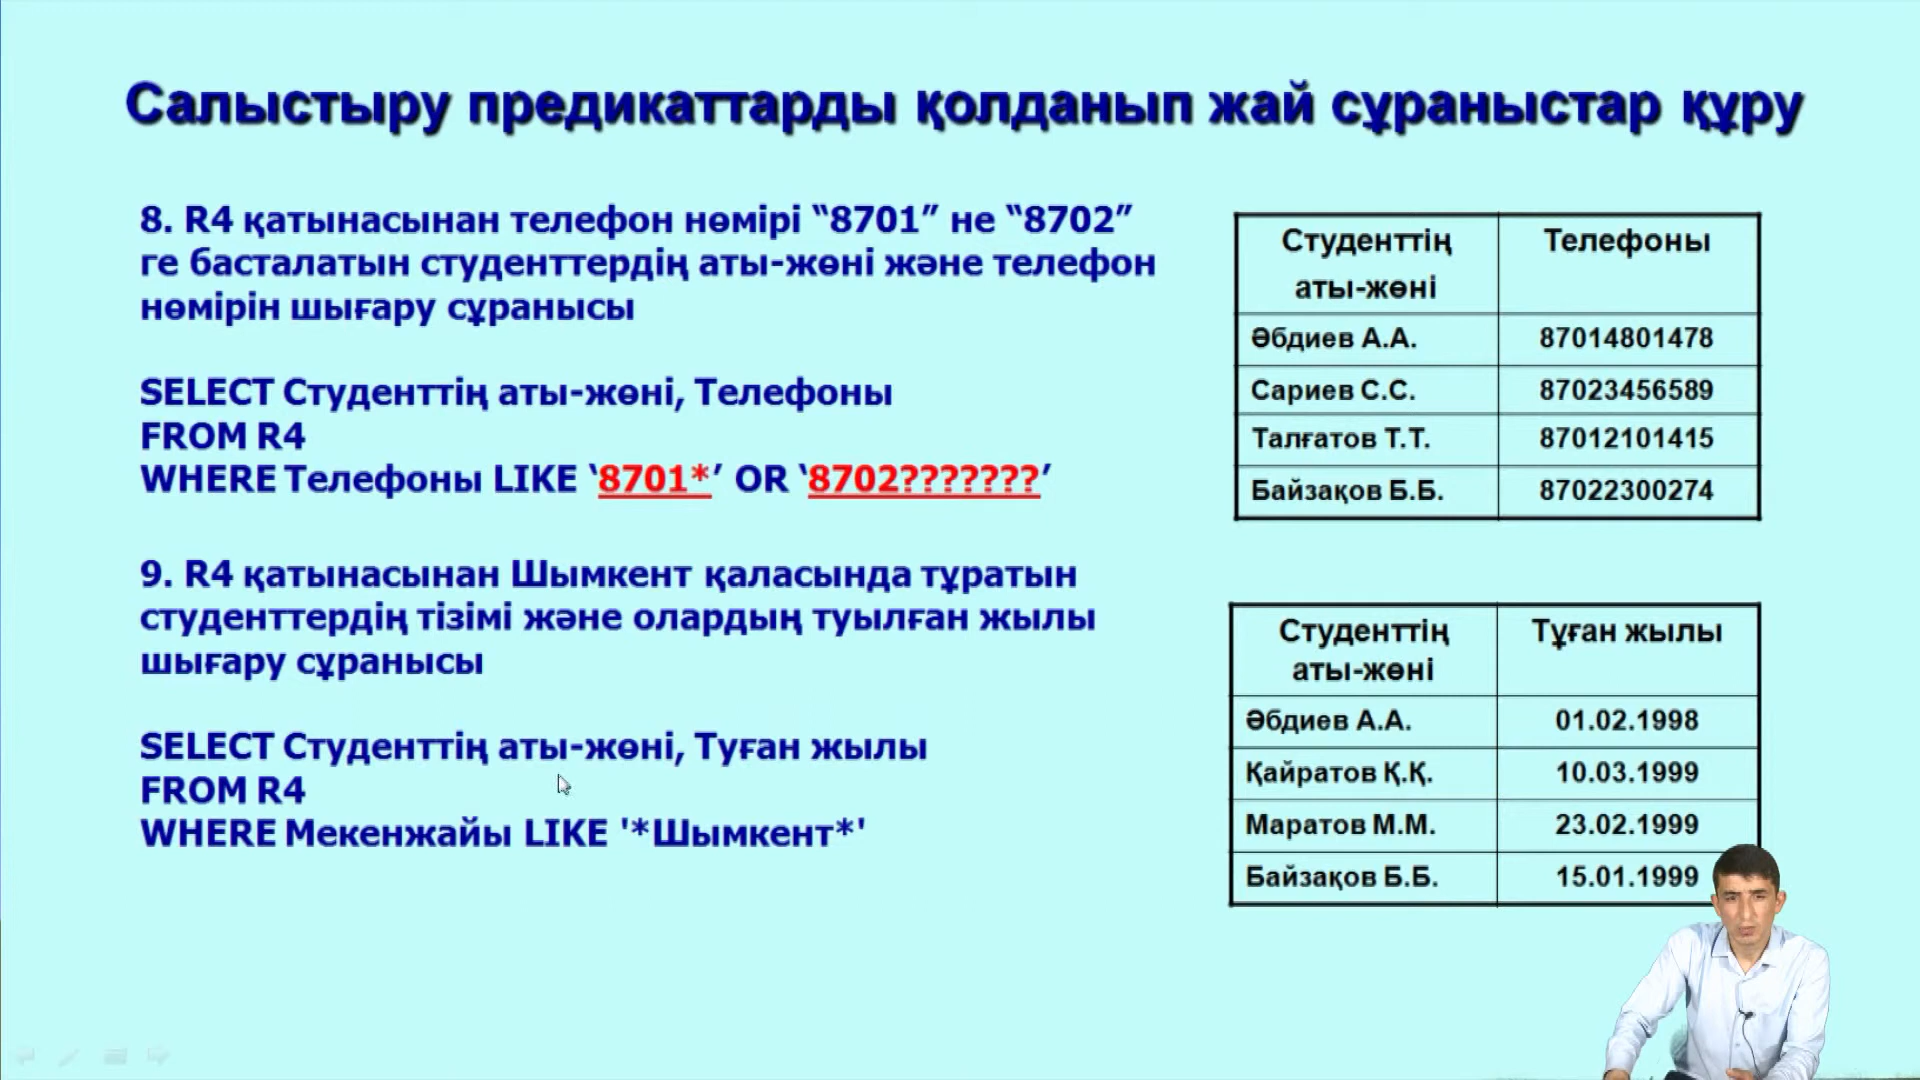 Салыстыру предикаттарды қолданып жай сұраныстар құру
8. R4 қатынасынан телефон нөмірі “8701” не “8702”
ге басталатын студенттердің аты-жөні және телефон
нөмірін шығару сұранысы
SELECT Студенттің аты-жөні, Телефоны
FROM R4
WHERE Телефоны LIKE ‘8701*’ OR ‘8702???????’
Студенттің аты-жөні Телефоны
Әбдиев А.А. 87014801478
Сариев С.С. 87023456589
Талғатов Т.Т. 87012101415
Байзақов Б.Б. 87022300274
9. R4 қатынасынан Шымкент қаласында тұратын
студенттердің тізімі және олардың туылған жылы
шығару сұранысы
SELECT Студенттің аты-жөні, Туған жылы
FROM R4
WHERE Мекенжайы LIKE '*Шымкент*'
Студенттің аты-жөні Тұған жылы
Әбдиев А.А. 01.02.1998
Қайратов Қ.Қ. 10.03.1999
Маратов М.М. 23.02.1999
Байзақов Б.Б. 15.01.1999